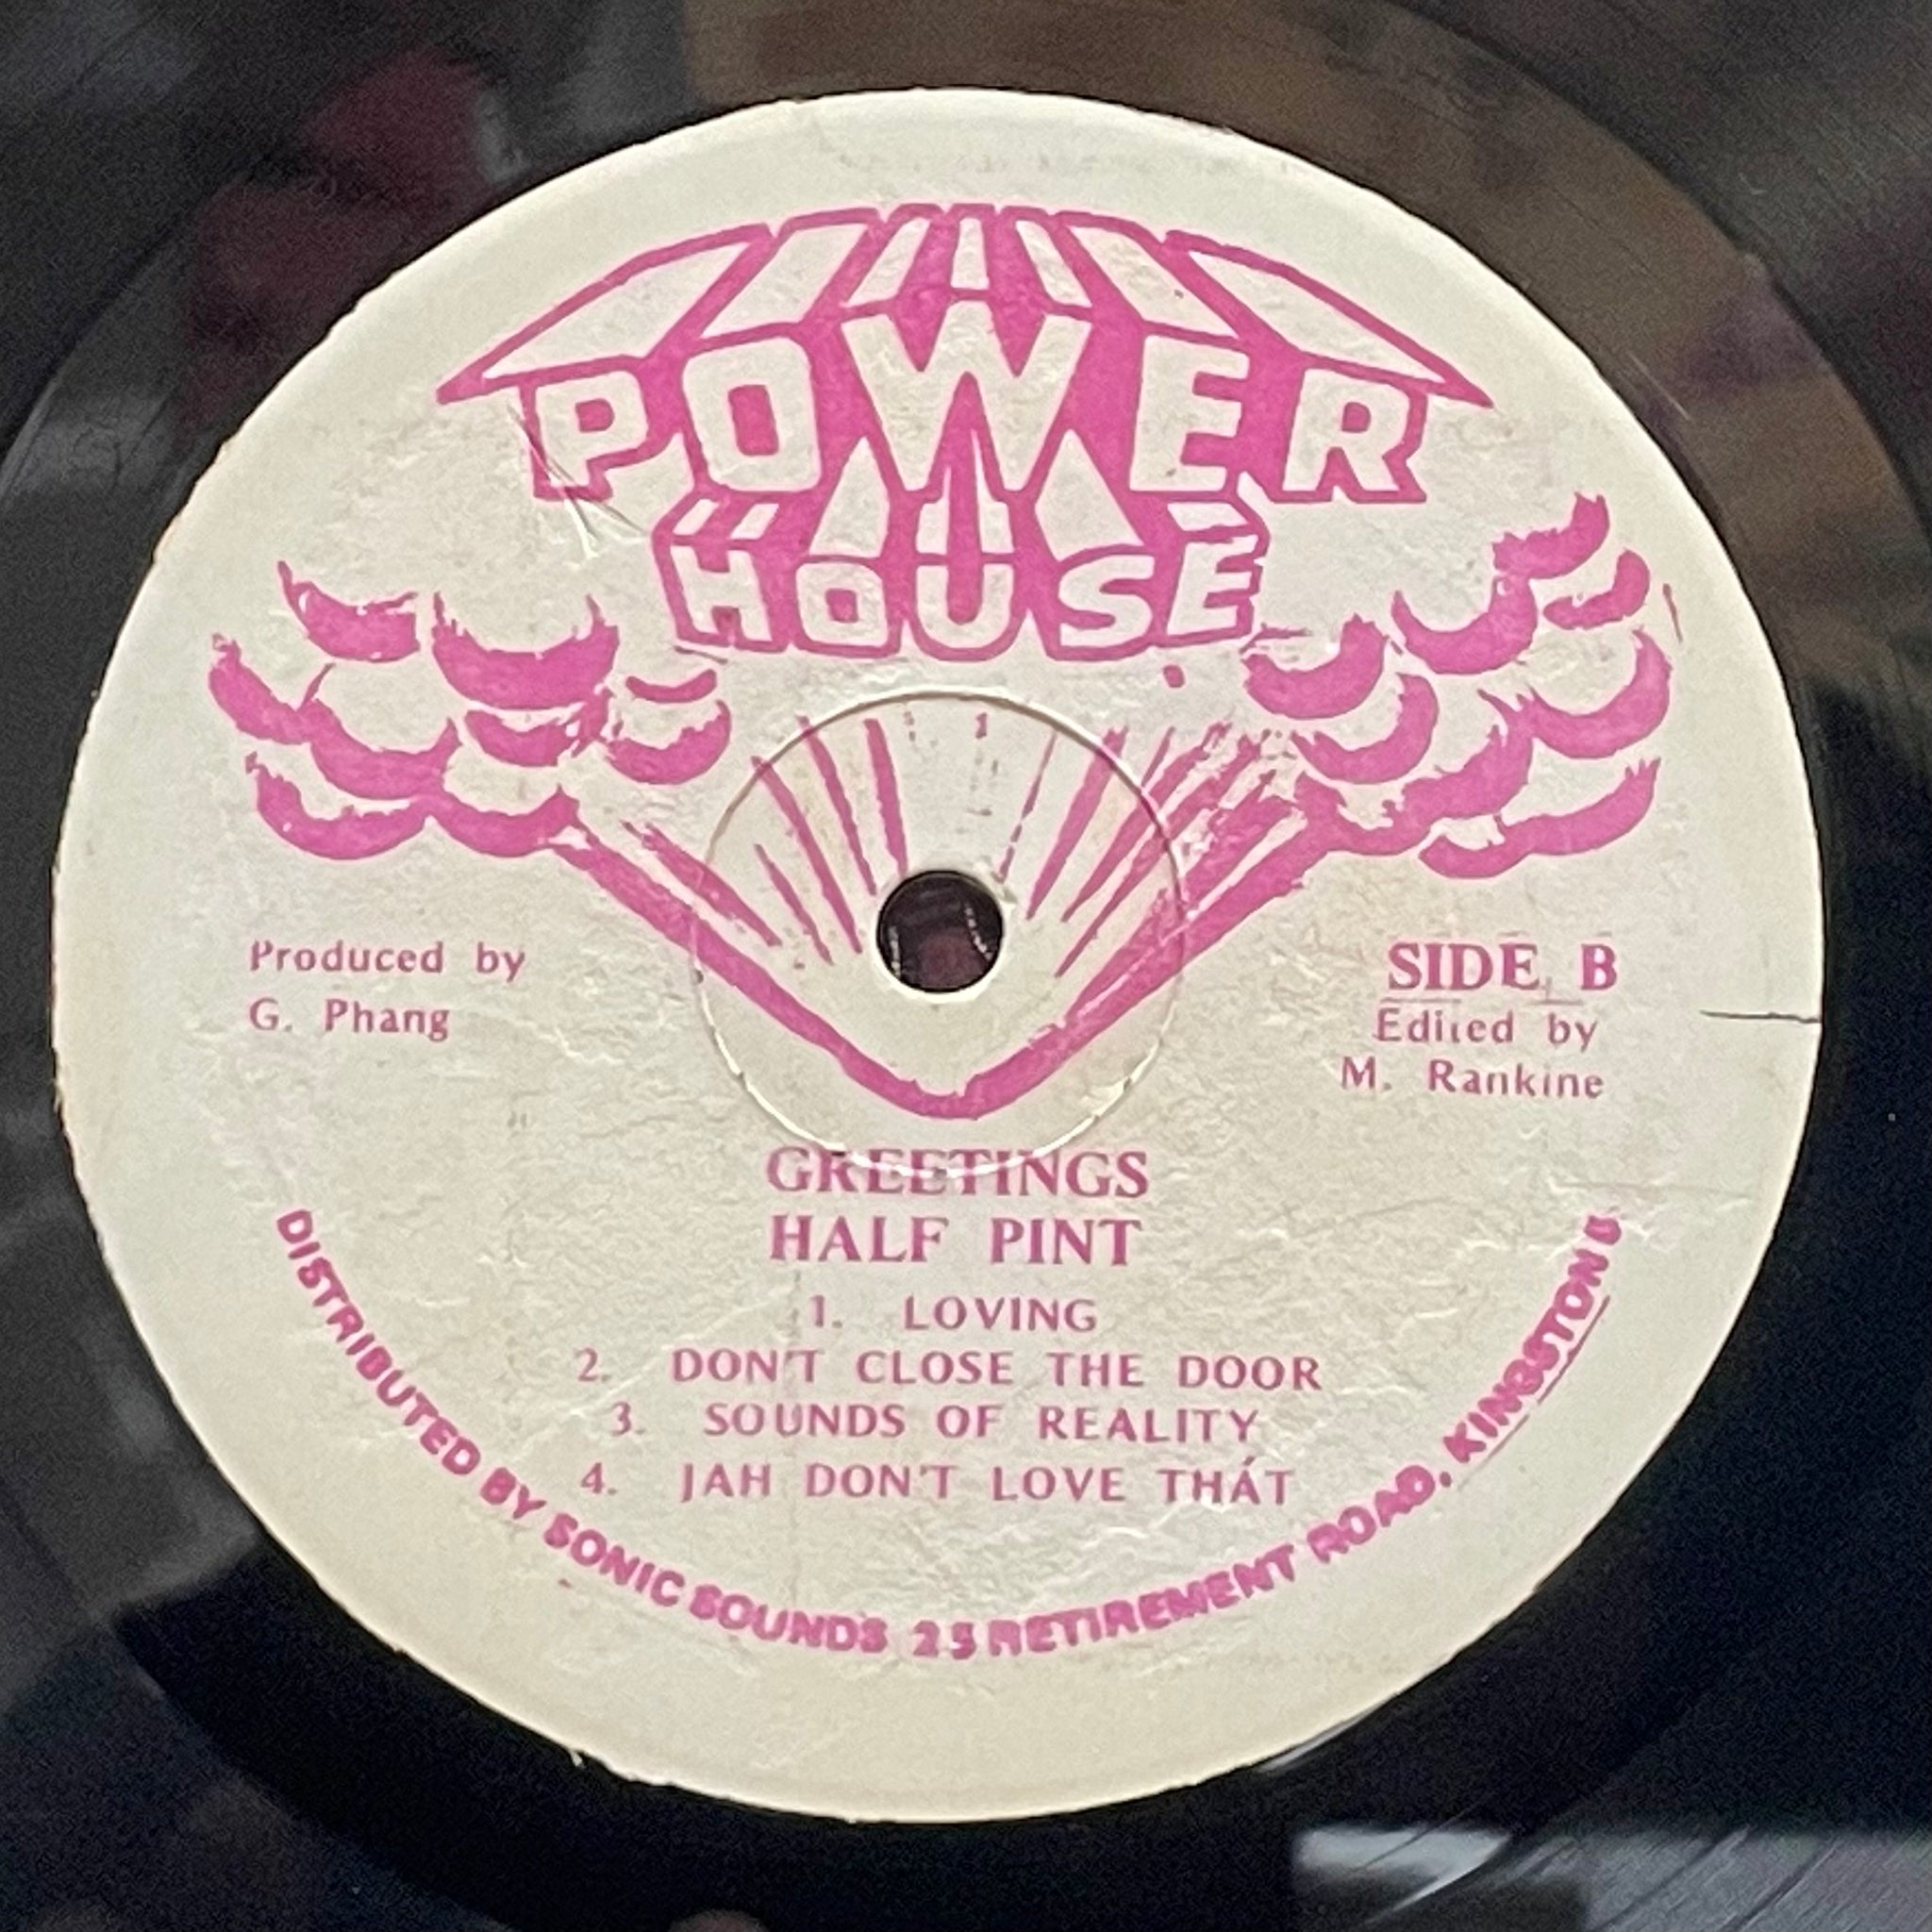 POWER
HOUSE
Produced by
G. Phang
SIDE B
Edited by
M. Rankine
GREETINGS
HALF PINT
1. LOVING
2. DON'T CLOSE THE DOOR
3. SOUNDS OF REALITY
4. JAH DON'T LOVE THÁT
DISTRIBUTED BY SONIC SOUNDS 25 RETIREMENT ROAD, KINGSTON 5